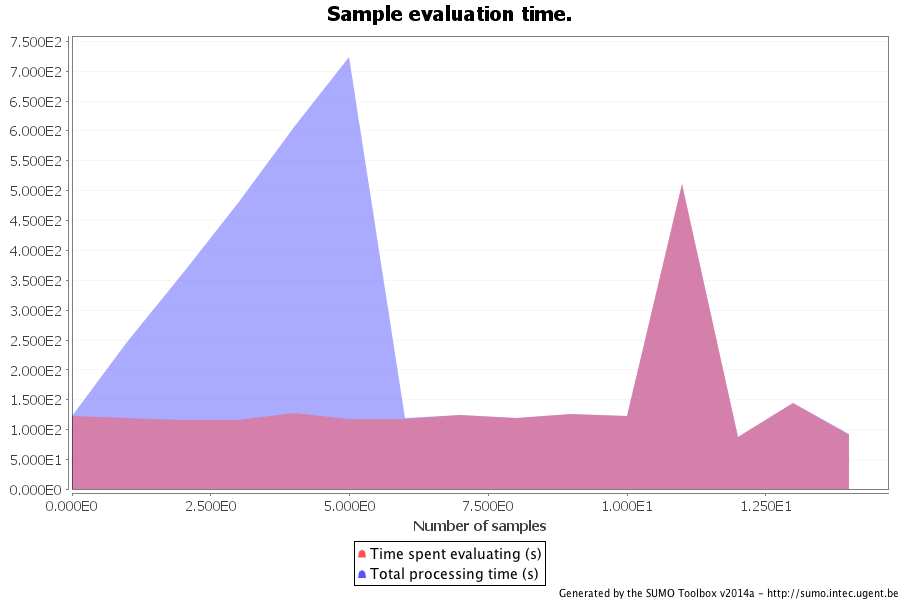 Sample evaluation time.
7.500E2
7.000E2
6.500E2
6.000E2
5.500E2
5.000E2
4.500E2
4.000E2
3.500E2
3.000E2
2.500E2
2.000E2
1.500E2
1.000E2
5.000E1
0.000E0
0.000E0 2.500E0 5.000E0 7.500E0 1.000E1 1.250E1
Number of samples
Time spent evaluating (s)
Total processing time (s)
Generated by the SUMO Toolbox v2014a - http://sumo.intec.ugent.be